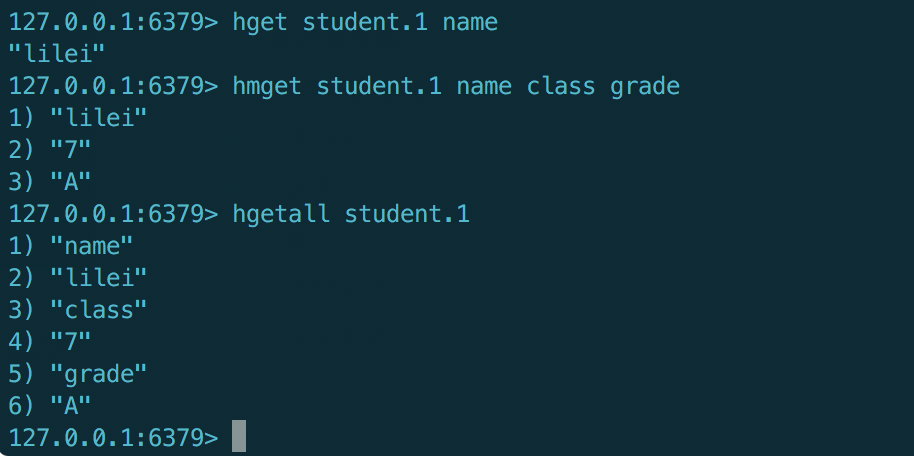 127.0.0.1:6379> hget student.1 name
"lilei"
127.0.0.1:6379> hmget student.1 name class grade
1) "lilei"
2) "7"
3) "A"
127.0.0.1:6379> hgetall student.1
1) "name"
2) "lilei"
3) "class"
4) "7"
5) "grade"
6) "A"
127.0.0.1:6379>